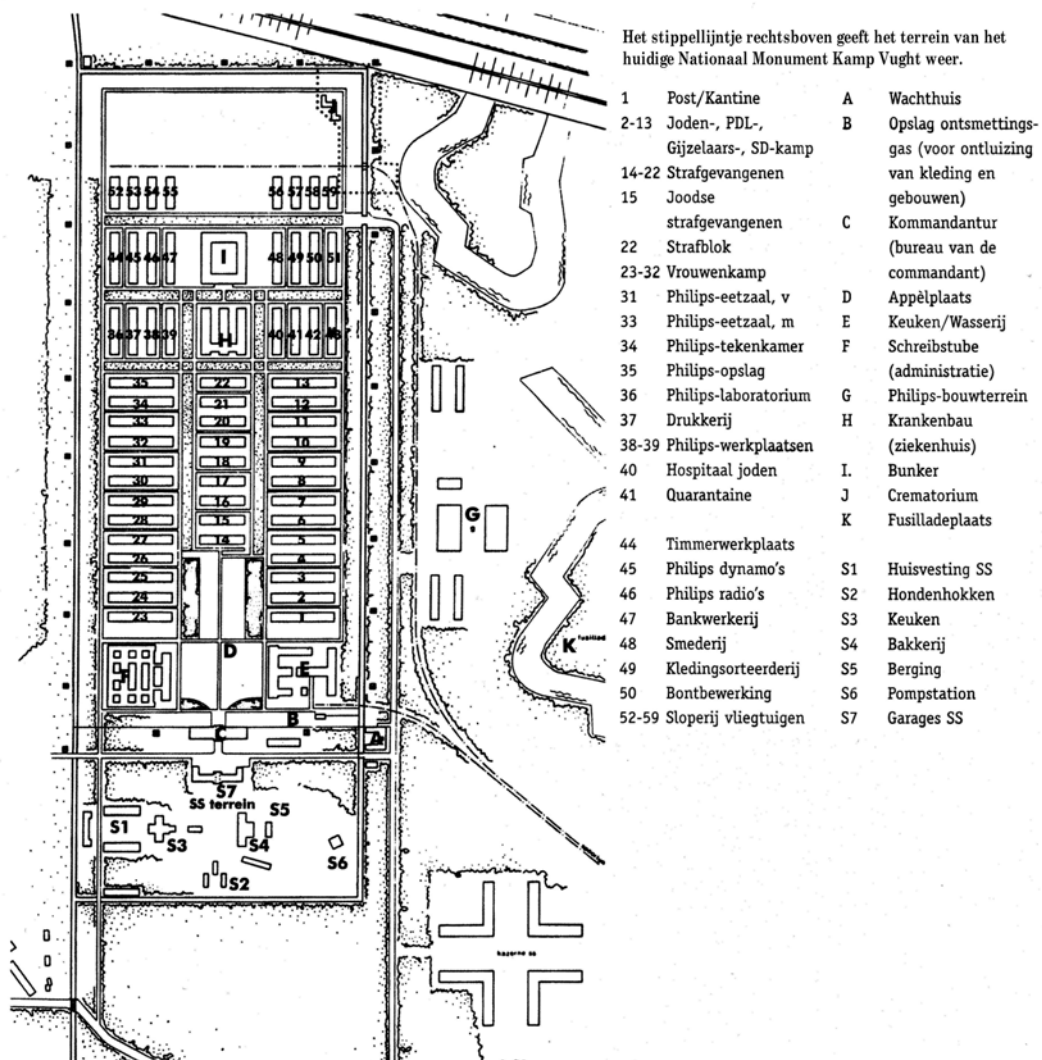 Het stippellijntje rechtsboven geeft het terrein van het
huidige Nationaal Monument Kamp Vught weer.
1 Post/Kantine
2-13 Joden-, PDL-,
Gijzelaars-, SD-kamp
14-22 Strafgevangenen
15 Joodse
strafgevangenen
22 Strafblok
23-32 Vrouwenkamp
31 Philips-eetzaal, v
33 Philips-eetzaal, m
34 Philips-tekenkamer
35 Philips-opslag
36 Philips-laboratorium
37 Drukkerij
38-39 Philips-werkplaatsen
40 Hospitaal joden
41 Quarantaine
44 Timmerwerkplaats
45 Philips dynamo's
46 Philips radio's
47 Bankwerkerij
48 Smederij
49 Kledingsorteerderij
50 Bontbewerking
52-59 Sloperij vliegtuigen
A Wachthuis
B Opslag ontsmettings-
gas (voor ontluizing
van kleding en
gebouwen)
C Kommandantur
(bureau van de
commandant)
D Appèlplaats
E Keuken/Wasserij
F Schreibstube
(administratie)
G Philips-bouwterrein
H Krankenbau
(ziekenhuis)
I. Bunker
J Crematorium
K Fusilladeplaats
S1 Huisvesting SS
S2 Hondenhokken
S3 Keuken
S4 Bakkerij
S5 Berging
S6 Pompstation
S7 Garages SS
52 53 54 55 56 57 58 59
44 45 46 47 I 48 49 50 51
36 37 38 39 H 40 41 42
35 22 13
34 21 12
33 20 11
32 19 10
31 18 9
30 17 8
29 16 7
28 15 6
27 14 5
26 4
25 3
24 2
23 1
G
K fusillad
D
F E
B
C A
S7
SS terrein
S1 S5
S3 S4
S6
S2
kazerne ss